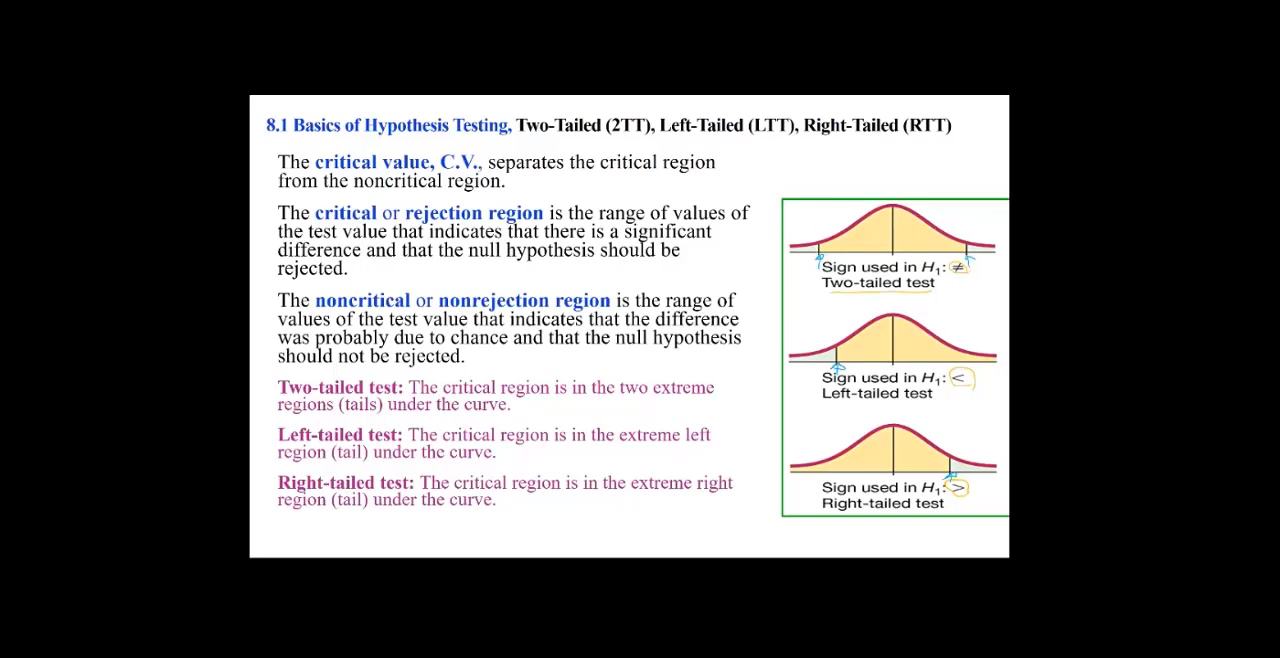 8.1 Basics of Hypothesis Testing, Two-Tailed (2TT), Left-Tailed (LTT), Right-Tailed (RTT)
The critical value, C.V., separates the critical region
from the noncritical region.
The critical or rejection region is the range of values of
the test value that indicates that there is a significant
difference and that the null hypothesis should be
rejected.
The noncritical or nonrejection region is the range of
values of the test value that indicates that the difference
was probably due to chance and that the null hypothesis
should not be rejected.
Two-tailed test: The critical region is in the two extreme
regions (tails) under the curve.
Left-tailed test: The critical region is in the extreme left
region (tail) under the curve.
Right-tailed test: The critical region is in the extreme right
region (tail) under the curve.
Sign used in H₁: ≠
Two-tailed test
Sign used in H₁: <
Left-tailed test
Sign used in H₁: >
Right-tailed test